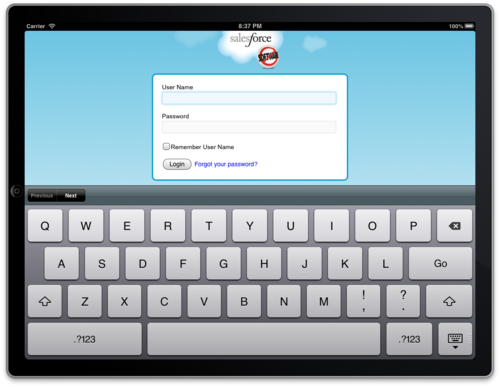 Carrier 8:37 PM 100%
salesforce
SOFTWARE
User Name
Password
Remember User Name
Login Forgot your password?
Previous Next
Q W E R T Y U I O P
A S D F G H J K L Go
Z X C V B N M ! , ? .
.?123 .?123